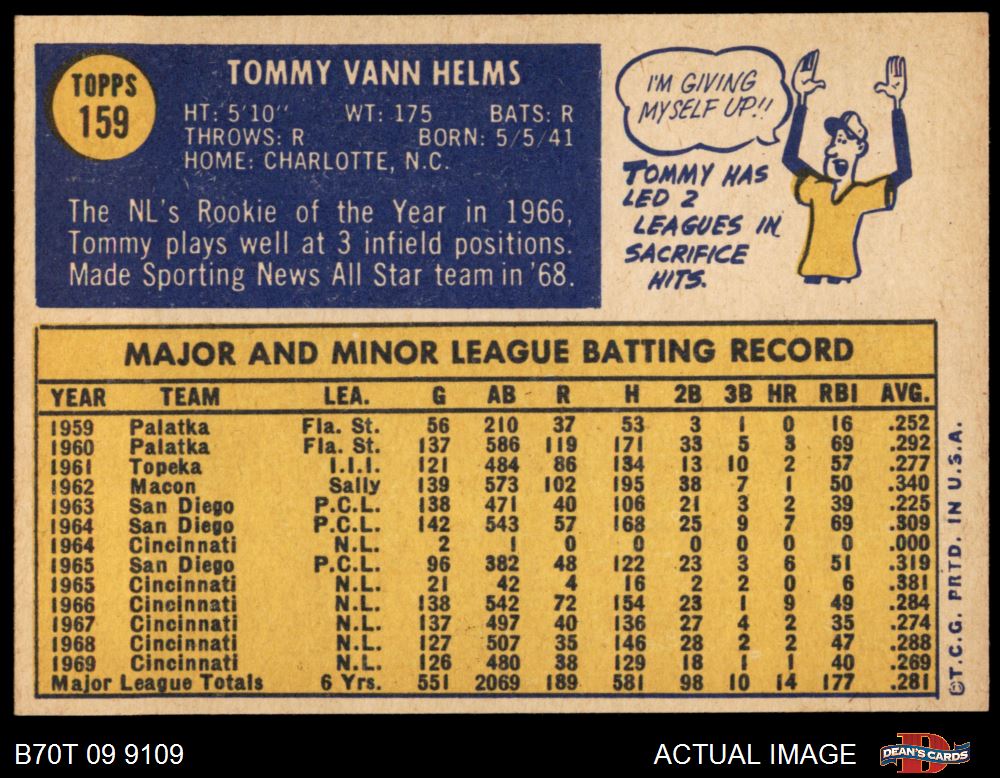 TOPPS
159
TOMMY VANN HELMS
HT: 5'10" WT: 175 BATS: R
THROWS: R BORN: 5/5/41
HOME: CHARLOTTE, N.C.
The NL's Rookie of the Year in 1966,
Tommy plays well at 3 infield positions.
Made Sporting News All Star team in '68.
I'M GIVING
MYSELF UP!!
TOMMY HAS
LED 2
LEAGUES IN
SACRIFICE
HITS.
MAJOR AND MINOR LEAGUE BATTING RECORD
YEAR TEAM LEA. G AB R H 2B 3B HR RBI AVG.
1959 Palatka Fla. St. 56 210 37 53 3 1 0 16 .252
1960 Palatka Fla. St. 137 586 119 171 33 5 3 69 .292
1961 Topeka I.I.I. 121 484 86 134 13 10 2 57 .277
1962 Macon Sally 139 573 102 195 38 7 1 50 .340
1963 San Diego P.C.L. 138 471 40 106 21 3 2 39 .225
1964 San Diego P.C.L. 142 543 57 168 25 9 7 69 .309
1964 Cincinnati N.L. 2 1 0 0 0 0 0 0 .000
1965 San Diego P.C.L. 96 382 48 122 23 3 6 51 .319
1965 Cincinnati N.L. 21 42 4 16 2 2 0 6 .381
1966 Cincinnati N.L. 138 542 72 154 23 1 9 49 .284
1967 Cincinnati N.L. 137 497 40 136 27 4 2 35 .274
1968 Cincinnati N.L. 127 507 35 146 28 2 2 47 .288
1969 Cincinnati N.L. 126 480 38 129 18 1 1 40 .269
Major League Totals 6 Yrs. 551 2069 189 581 98 10 14 177 .281
©T.C.G. PRTD. IN U.S.A.
B70T 09 9109
ACTUAL IMAGE
D
DEAN'S CARDS